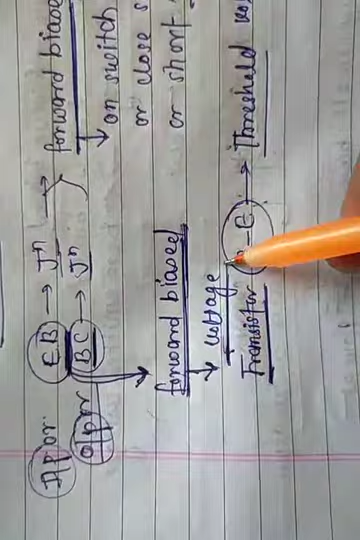 I/p or EB → Jn → forward biased
O/p or BC → Jn
on switch
or close s
or short
forward biased
↓ voltage
Transistor E → Threshold